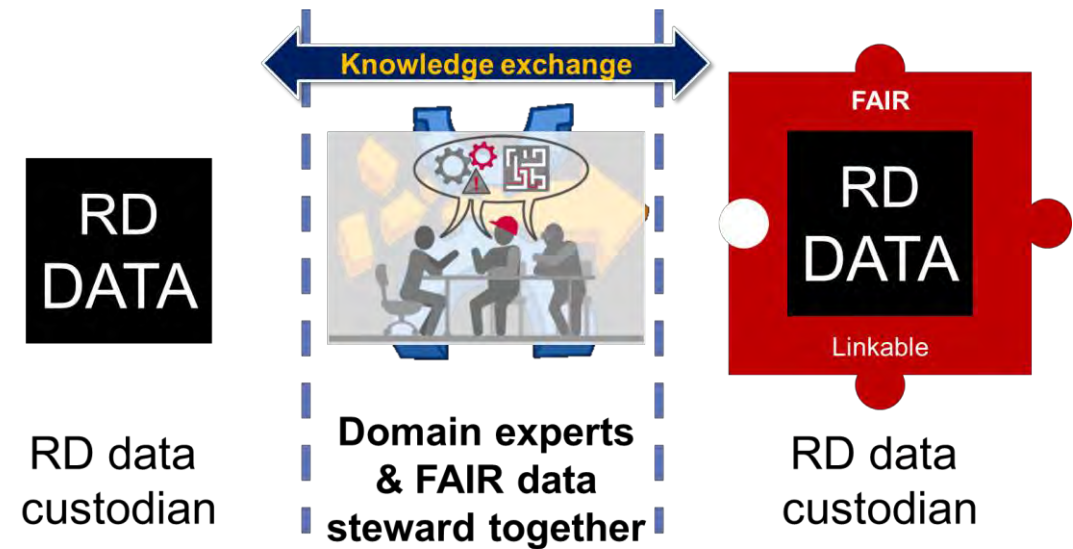 Knowledge exchange
RD
DATA
FAIR
RD
DATA
Linkable
RD data
custodian
Domain experts
& FAIR data
steward together
RD data
custodian